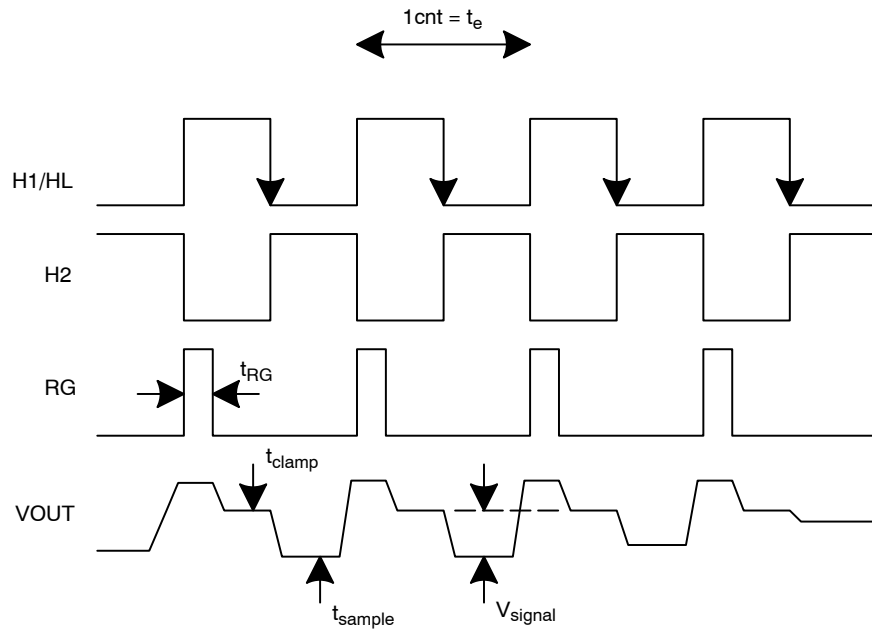 1cnt = te
H1/HL
H2
RG
tRG
tclamp
VOUT
tsample
Vsignal